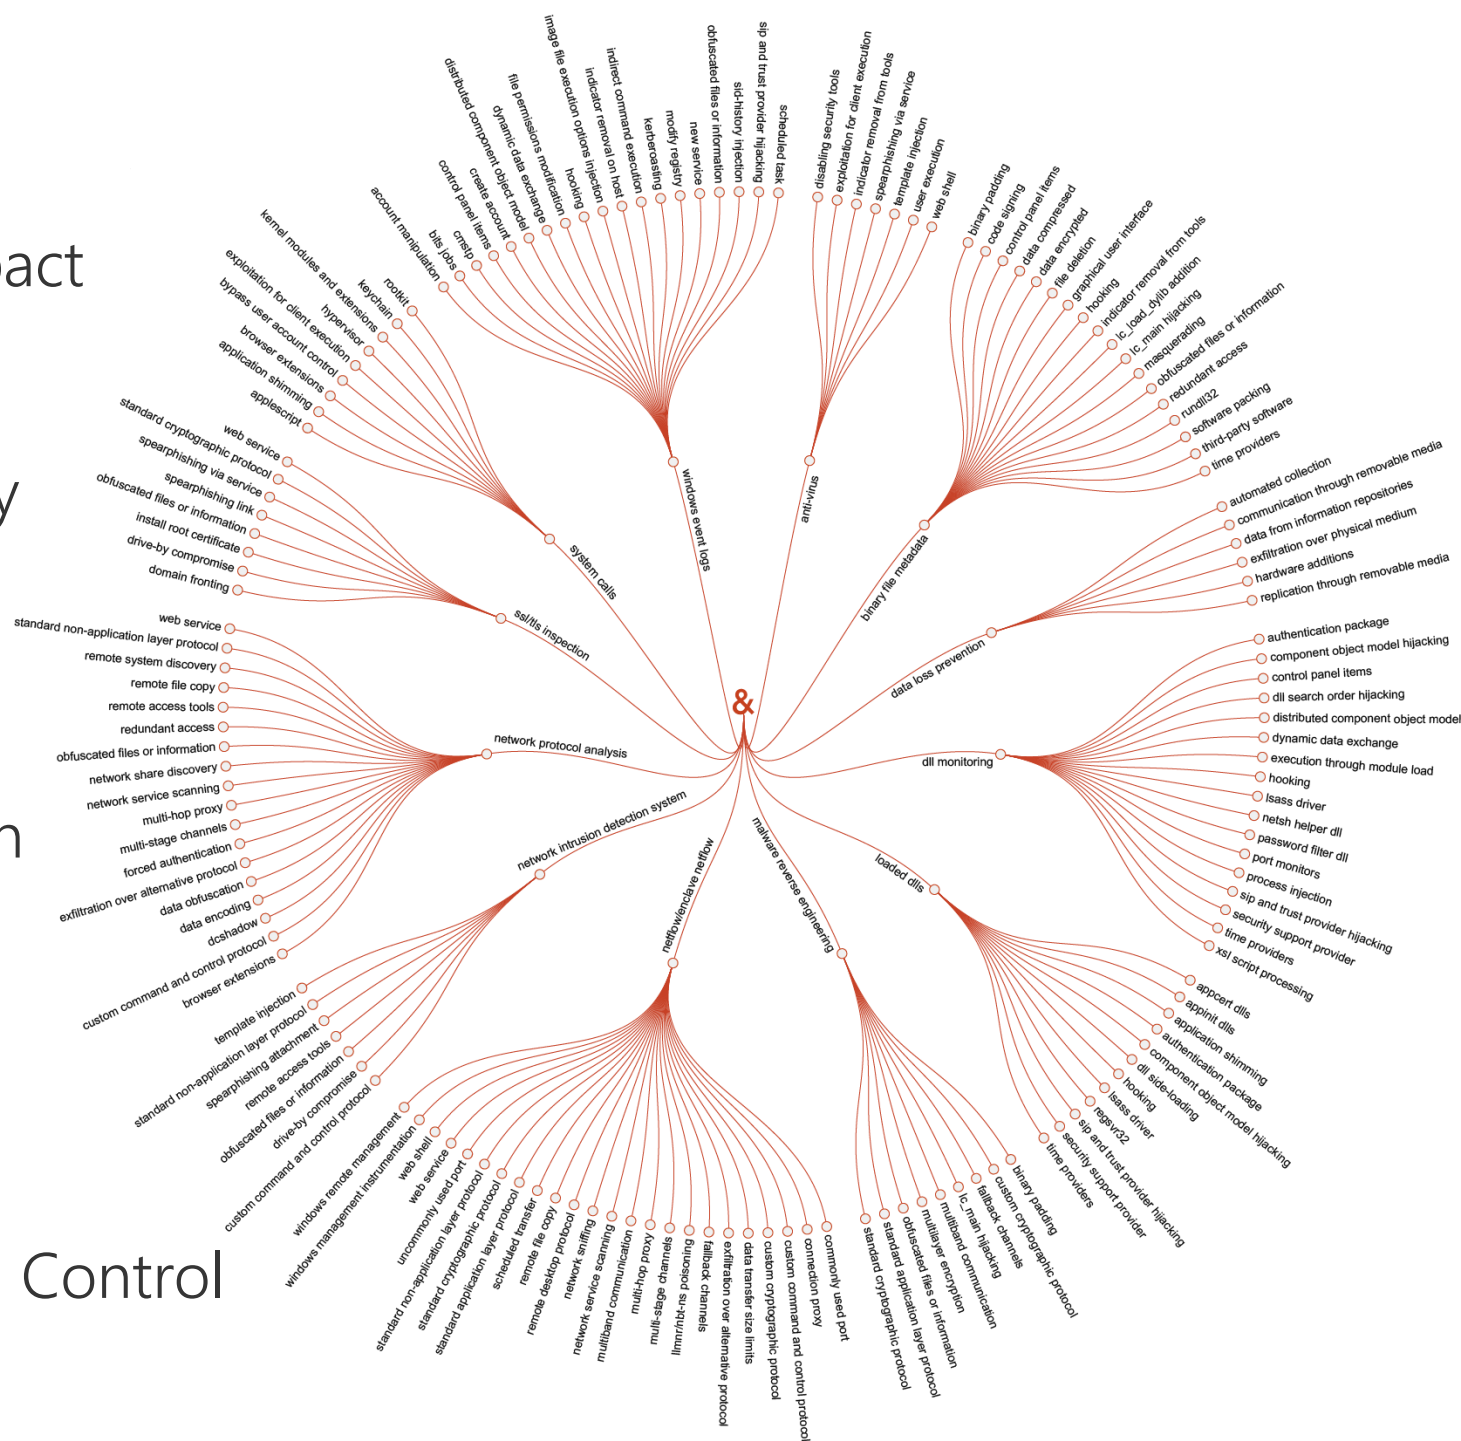 pact
y
n
Control
&
windows event logs
account manipulation
bits jobs
cmstp
control panel items
create account
distributed component object model
dynamic data exchange
file permissions modification
hooking
image file execution options injection
indicator removal on host
indirect command execution
kerberoasting
modify registry
new service
obfuscated files or information
sid-history injection
sip and trust provider hijacking
scheduled task
anti-virus
disabling security tools
exploitation for client execution
indicator removal from tools
spearphishing via service
template injection
user execution
web shell
binary file metadata
binary padding
code signing
control panel items
data compressed
data encrypted
file deletion
graphical user interface
hooking
indicator removal from tools
lc_load_dylib addition
lc_main hijacking
masquerading
obfuscated files or information
redundant access
rundll32
software packing
third-party software
time providers
data loss prevention
automated collection
communication through removable media
data from information repositories
exfiltration over physical medium
hardware additions
replication through removable media
dll monitoring
authentication package
component object model hijacking
control panel items
dll search order hijacking
distributed component object model
dynamic data exchange
execution through module load
hooking
lsass driver
netsh helper dll
password filter dll
port monitors
process injection
sip and trust provider hijacking
security support provider
time providers
xsl script processing
loaded dlls
appcert dlls
appinit dlls
application shimming
authentication package
component object model hijacking
dll side-loading
hooking
lsass driver
regsvr32
sip and trust provider hijacking
security support provider
time providers
malware reverse engineering
binary padding
custom cryptographic protocol
fallback channels
lc_main hijacking
multiband communication
multilayer encryption
obfuscated files or information
standard application layer protocol
standard cryptographic protocol
netflow/enclave netflow
commonly used port
connection proxy
custom command and control protocol
custom cryptographic protocol
data transfer size limits
exfiltration over alternative protocol
fallback channels
llmnr/nbt-ns poisoning
multi-stage channels
multi-hop proxy
multiband communication
network service scanning
network sniffing
remote desktop protocol
remote file copy
scheduled transfer
standard application layer protocol
standard cryptographic protocol
standard non-application layer protocol
uncommonly used port
web service
web shell
windows management instrumentation
windows remote management
network intrusion detection system
custom command and control protocol
drive-by compromise
obfuscated files or information
remote access tools
spearphishing attachment
standard non-application layer protocol
template injection
network protocol analysis
browser extensions
custom command and control protocol
dcshadow
data encoding
data obfuscation
exfiltration over alternative protocol
forced authentication
multi-stage channels
multi-hop proxy
network service scanning
network share discovery
obfuscated files or information
redundant access
remote access tools
remote file copy
remote system discovery
standard non-application layer protocol
web service
ssl/tls inspection
domain fronting
drive-by compromise
install root certificate
obfuscated files or information
spearphishing link
spearphishing via service
standard cryptographic protocol
web service
system calls
applescript
application shimming
browser extensions
bypass user account control
exploitation for client execution
hypervisor
kernel modules and extensions
keychain
rootkit